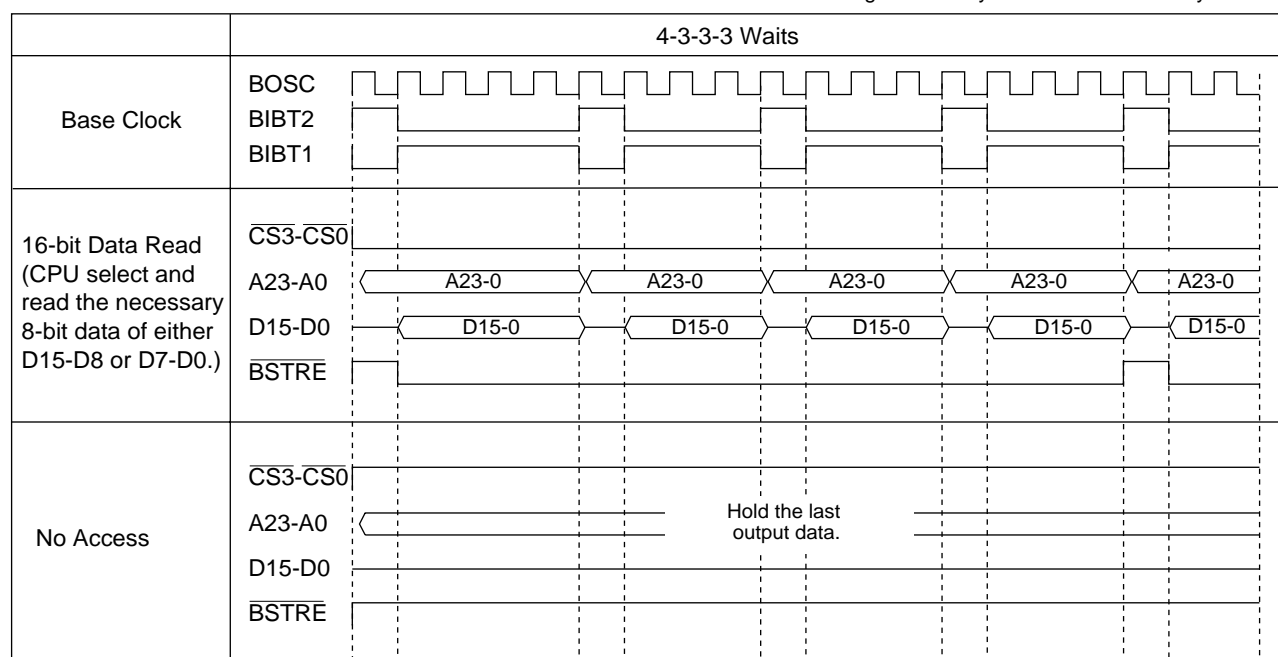 4-3-3-3 Waits
Base Clock
BOSC
BIBT2
BIBT1
16-bit Data Read
(CPU select and
read the necessary
8-bit data of either
D15-D8 or D7-D0.)
CS3-CS0
A23-A0
A23-0 A23-0 A23-0 A23-0 A23-0
D15-D0
D15-0 D15-0 D15-0 D15-0 D15-0
BSTRE
No Access
CS3-CS0
A23-A0
Hold the last
output data.
D15-D0
BSTRE